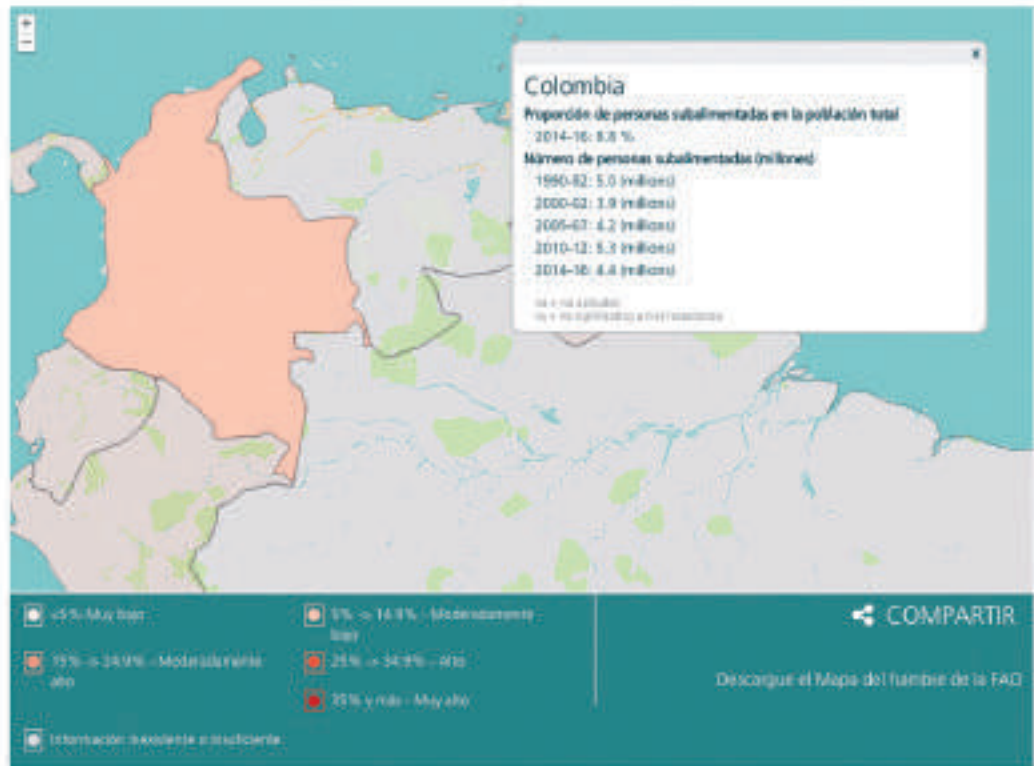 +
−
x
Colombia
Proporción de personas subalimentadas en la población total
2014-16: 8.8 %
Número de personas subalimentadas (millones)
1990-92: 5.0 (millions)
2000-02: 3.9 (millions)
2005-07: 4.2 (millions)
2010-12: 5.3 (millions)
2014-16: 4.4 (millions)
<5% Muy bajo
5% -> 14.9% - Moderadamente
bajo
15% -> 24.9% - Moderadamente
alto
25% -> 34.9% - Alto
35% y más - Muy alto
Información inexistente o insuficiente
COMPARTIR
Descargue el Mapa del hambre de la FAO